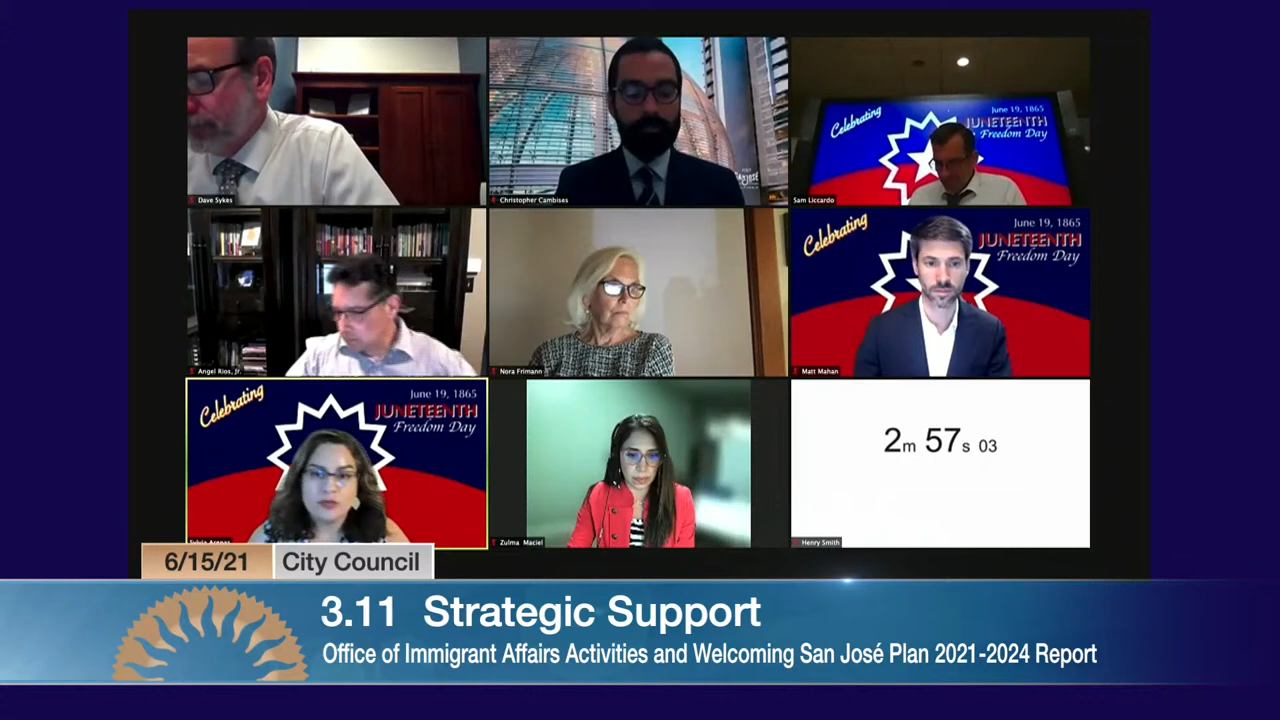 Celebrating
June 19, 1865
JUNETEENTH
Freedom Day
Dave Sykes
Christopher Cambises
Sam Liccardo
Celebrating
June 19, 1865
JUNETEENTH
Freedom Day
Angel Rios, Jr.
Nora Frimann
Matt Mahan
Celebrating
June 19, 1865
JUNETEENTH
Freedom Day
2m 57s 03
Zulma Maciel
Henry Smith
6/15/21 City Council
3.11 Strategic Support
Office of Immigrant Affairs Activities and Welcoming San José Plan 2021-2024 Report